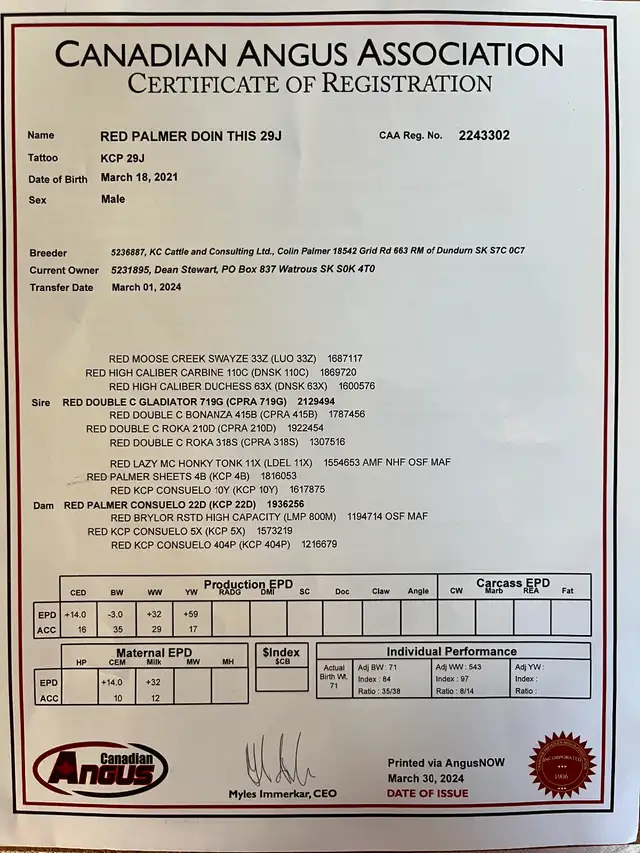 CANADIAN ANGUS ASSOCIATION
CERTIFICATE OF REGISTRATION
Name RED PALMER DOIN THIS 29J CAA Reg. No. 2243302
Tattoo KCP 29J
Date of Birth March 18, 2021
Sex Male
Breeder 5236887, KC Cattle and Consulting Ltd., Colin Palmer 18542 Grid Rd 663 RM of Dundurn SK S7C 0C7
Current Owner 5231895, Dean Stewart, PO Box 837 Watrous SK S0K 4T0
Transfer Date March 01, 2024
RED MOOSE CREEK SWAYZE 33Z (LUO 33Z) 1687117
RED HIGH CALIBER CARBINE 110C (DNSK 110C) 1869720
RED HIGH CALIBER DUCHESS 63X (DNSK 63X) 1600576
Sire RED DOUBLE C GLADIATOR 719G (CPRA 719G) 2129494
RED DOUBLE C BONANZA 415B (CPRA 415B) 1787456
RED DOUBLE C ROKA 210D (CPRA 210D) 1922454
RED DOUBLE C ROKA 318S (CPRA 318S) 1307516
RED LAZY MC HONKY TONK 11X (LDEL 11X) 1554653 AMF NHF OSF MAF
RED PALMER SHEETS 4B (KCP 4B) 1816053
RED KCP CONSUELO 10Y (KCP 10Y) 1617875
Dam RED PALMER CONSUELO 22D (KCP 22D) 1936256
RED BRYLOR RSTD HIGH CAPACITY (LMP 800M) 1194714 OSF MAF
RED KCP CONSUELO 5X (KCP 5X) 1573219
RED KCP CONSUELO 404P (KCP 404P) 1216679
Production EPD Carcass EPD
CED BW WW YW RADG DMI SC Doc Claw Angle CW Marb REA Fat
EPD +14.0 -3.0 +32 +59
ACC 16 35 29 17
Maternal EPD $Index Individual Performance
HP CEM Milk MW MH $CB
EPD +14.0 +32
ACC 10 12
Actual Birth Wt. 71
Adj BW : 71 Adj WW : 543 Adj YW :
Index : 84 Index : 97 Index :
Ratio : 35/38 Ratio : 8/14 Ratio :
Canadian
Angus
Myles Immerkar, CEO
Printed via AngusNOW
March 30, 2024
DATE OF ISSUE
INCORPORATED
1906